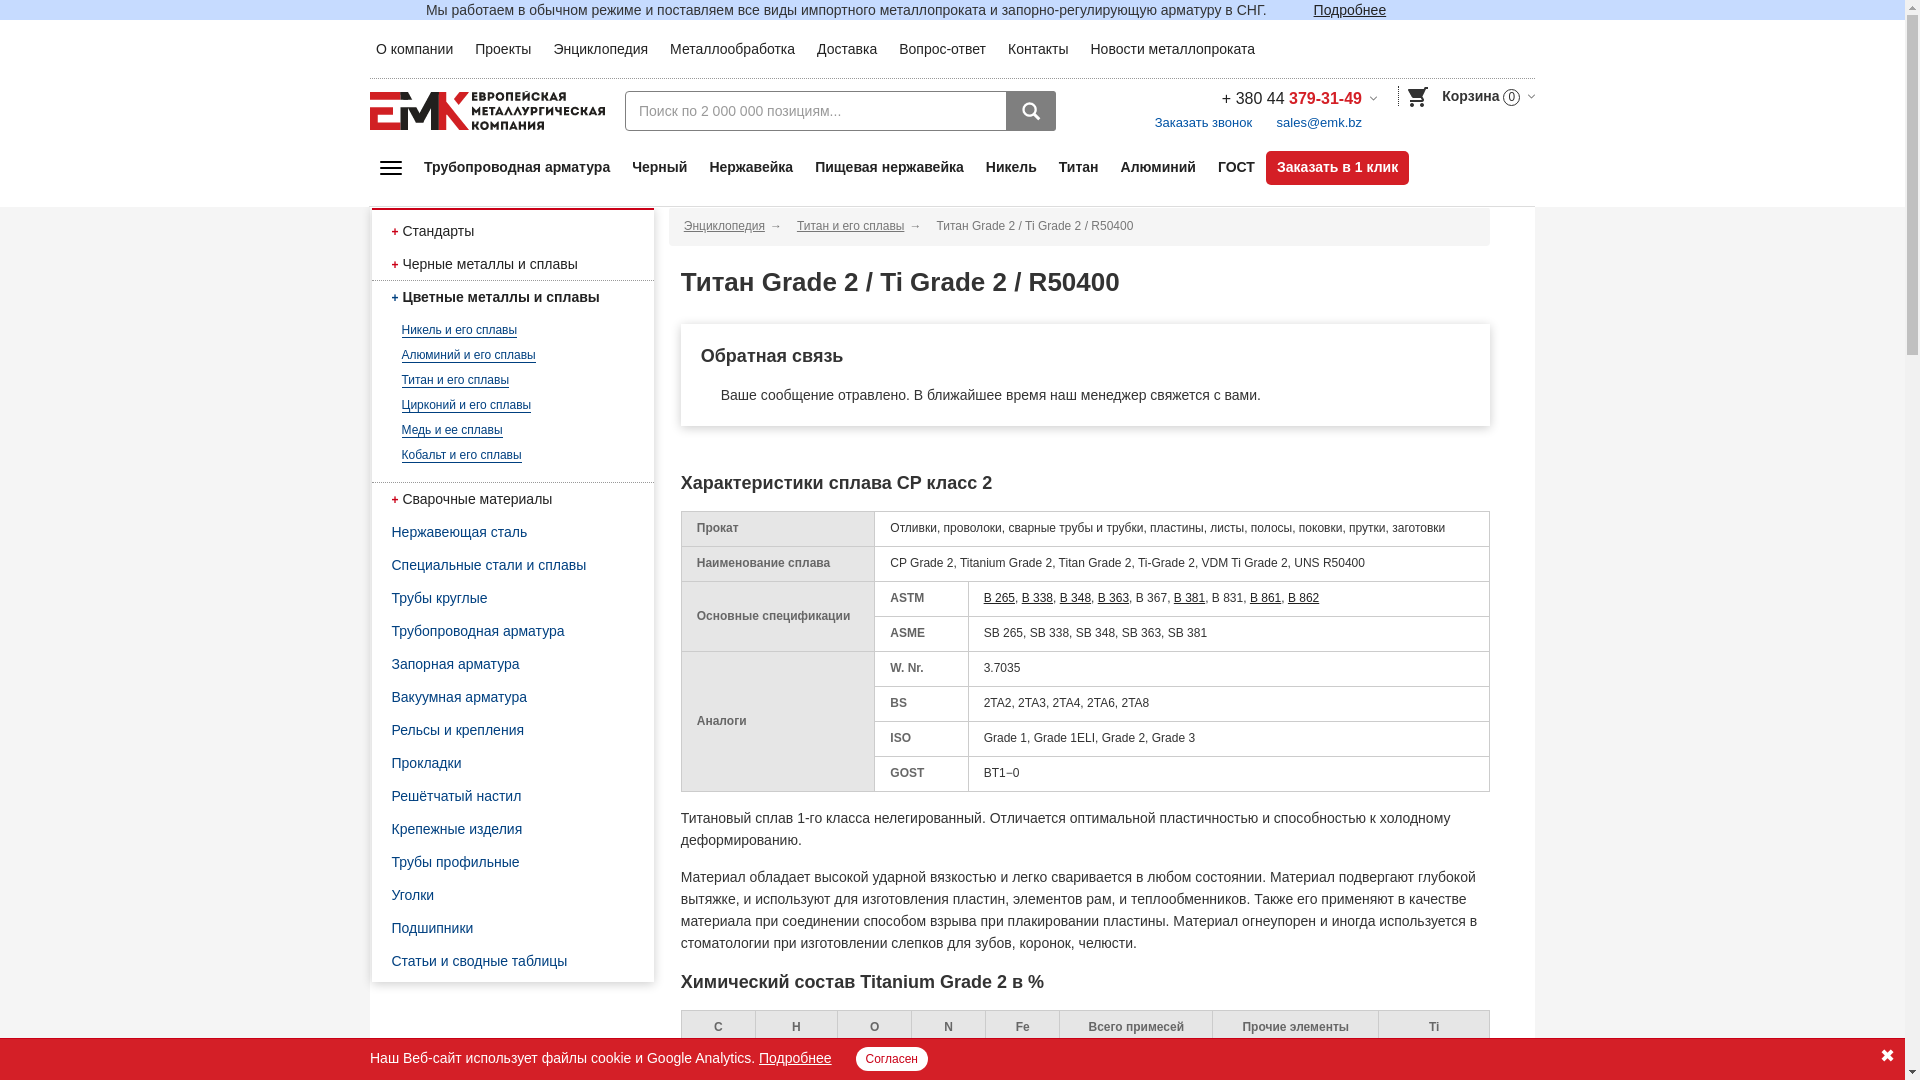 Мы работаем в обычном режиме и поставляем все виды импортного металлопроката и запорно-регулирующую арматуру в СНГ. Подробнее
О компании Проекты Энциклопедия Металлообработка Доставка Вопрос-ответ Контакты Новости металлопроката
ЕМК ЕВРОПЕЙСКАЯ
МЕТАЛЛУРГИЧЕСКАЯ
КОМПАНИЯ
Поиск по 2 000 000 позициям...
+ 380 44 379-31-49
Заказать звонок sales@emk.bz
Корзина 0
Трубопроводная арматура Черный Нержавейка Пищевая нержавейка Никель Титан Алюминий ГОСТ Заказать в 1 клик
+ Стандарты
+ Черные металлы и сплавы
+ Цветные металлы и сплавы
Никель и его сплавы
Алюминий и его сплавы
Титан и его сплавы
Цирконий и его сплавы
Медь и ее сплавы
Кобальт и его сплавы
+ Сварочные материалы
Нержавеющая сталь
Специальные стали и сплавы
Трубы круглые
Трубопроводная арматура
Запорная арматура
Вакуумная арматура
Рельсы и крепления
Прокладки
Решётчатый настил
Крепежные изделия
Трубы профильные
Уголки
Подшипники
Статьи и сводные таблицы
Энциклопедия → Титан и его сплавы → Титан Grade 2 / Ti Grade 2 / R50400
Титан Grade 2 / Ti Grade 2 / R50400
Обратная связь
Ваше сообщение отравлено. В ближайшее время наш менеджер свяжется с вами.
Характеристики сплава CP класс 2
Прокат Отливки, проволоки, сварные трубы и трубки, пластины, листы, полосы, поковки, прутки, заготовки
Наименование сплава CP Grade 2, Titanium Grade 2, Titan Grade 2, Ti-Grade 2, VDM Ti Grade 2, UNS R50400
Основные спецификации
ASTM B 265, B 338, B 348, B 363, B 367, B 381, B 831, B 861, B 862
ASME SB 265, SB 338, SB 348, SB 363, SB 381
Аналоги
W. Nr. 3.7035
BS 2TA2, 2TA3, 2TA4, 2TA6, 2TA8
ISO Grade 1, Grade 1ELI, Grade 2, Grade 3
GOST ВТ1−0
Титановый сплав 1-го класса нелегированный. Отличается оптимальной пластичностью и способностью к холодному
деформированию.
Материал обладает высокой ударной вязкостью и легко сваривается в любом состоянии. Материал подвергают глубокой
вытяжке, и используют для изготовления пластин, элементов рам, и теплообменников. Также его применяют в качестве
материала при соединении способом взрыва при плакировании пластины. Материал огнеупорен и иногда используется в
стоматологии при изготовлении слепков для зубов, коронок, челюсти.
Химический состав Titanium Grade 2 в %
C H O N Fe Всего примесей Прочие элементы Ti
Наш Веб-сайт использует файлы cookie и Google Analytics. Подробнее Согласен ✖